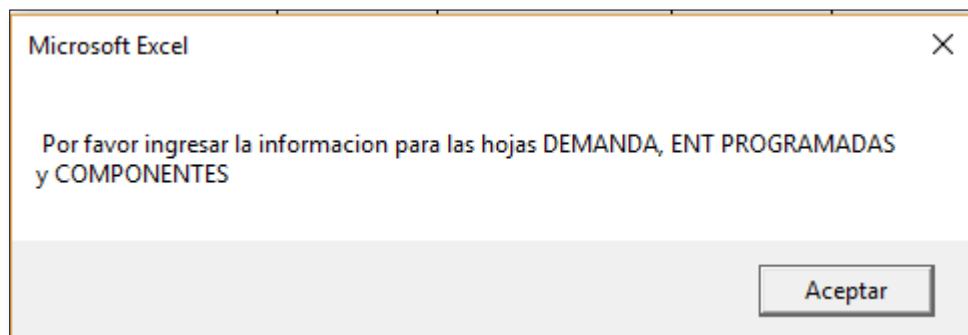 Microsoft Excel
Por favor ingresar la informacion para las hojas DEMANDA, ENT PROGRAMADAS
y COMPONENTES
Aceptar